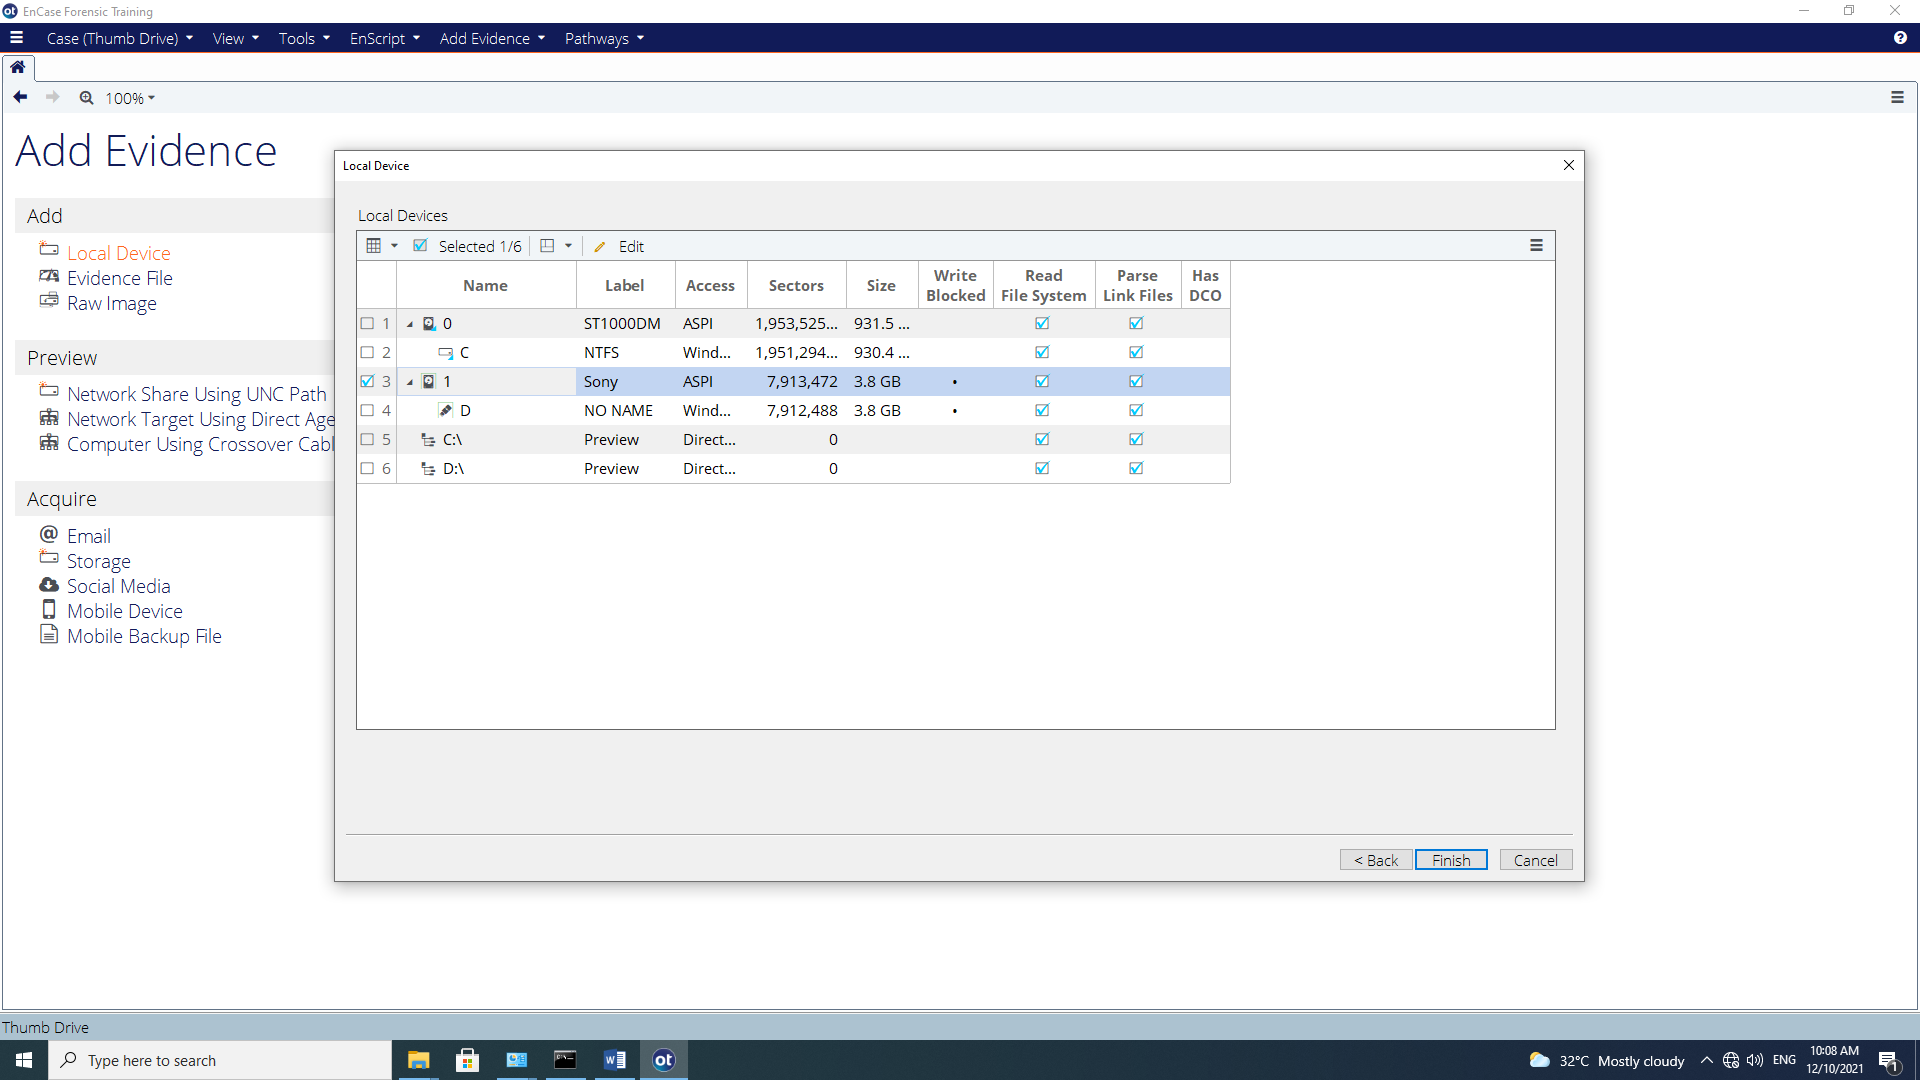 ot EnCase Forensic Training
Case (Thumb Drive) View Tools EnScript Add Evidence Pathways ?
100%
Add Evidence
Add
Local Device
Evidence File
Raw Image
Preview
Network Share Using UNC Path
Network Target Using Direct Age
Computer Using Crossover Cabl
Acquire
@ Email
Storage
Social Media
Mobile Device
Mobile Backup File
Local Device
Local Devices
Selected 1/6 Edit
Name Label Access Sectors Size Write Blocked Read File System Parse Link Files Has DCO
1 0 ST1000DM ASPI 1,953,525... 931.5 ...
2 C NTFS Wind... 1,951,294... 930.4 ...
3 1 Sony ASPI 7,913,472 3.8 GB •
4 D NO NAME Wind... 7,912,488 3.8 GB •
5 C:\ Preview Direct... 0
6 D:\ Preview Direct... 0
< Back Finish Cancel
Thumb Drive
Type here to search ot 32°C Mostly cloudy ENG 10:08 AM
12/10/2021 1